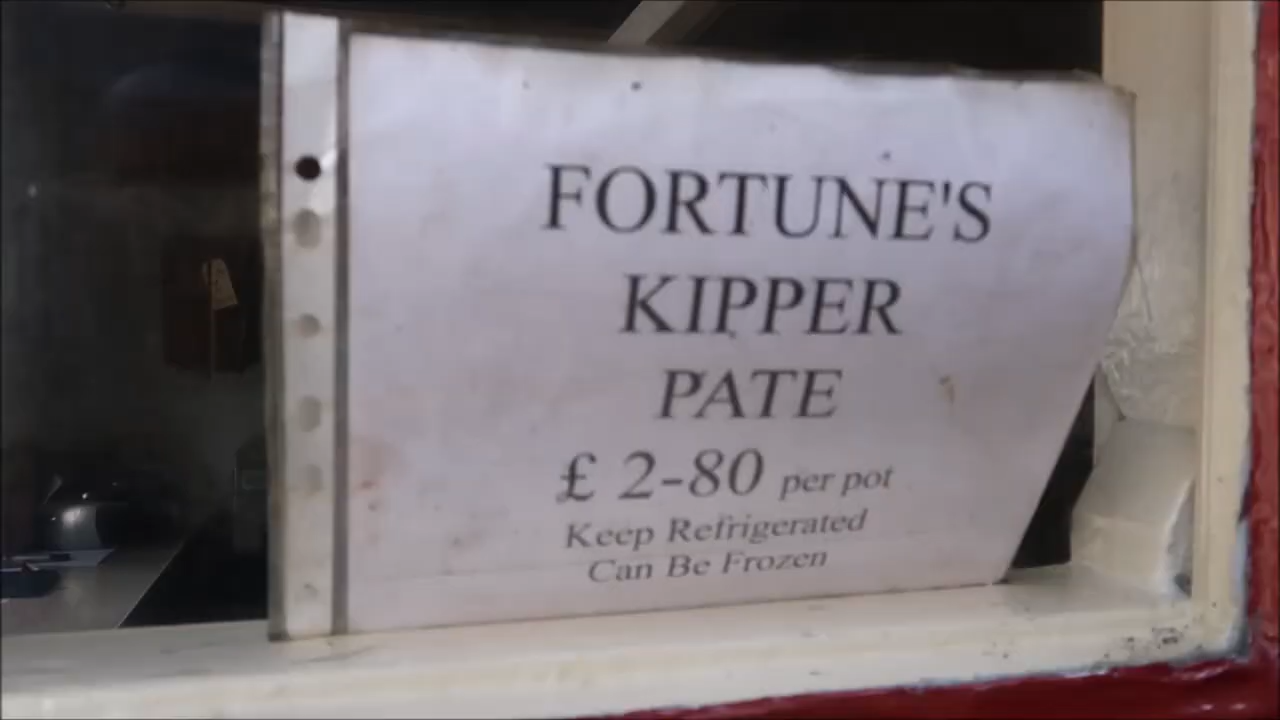 FORTUNE'S
KIPPER
PATE
£ 2-80 per pot
Keep Refrigerated
Can Be Frozen